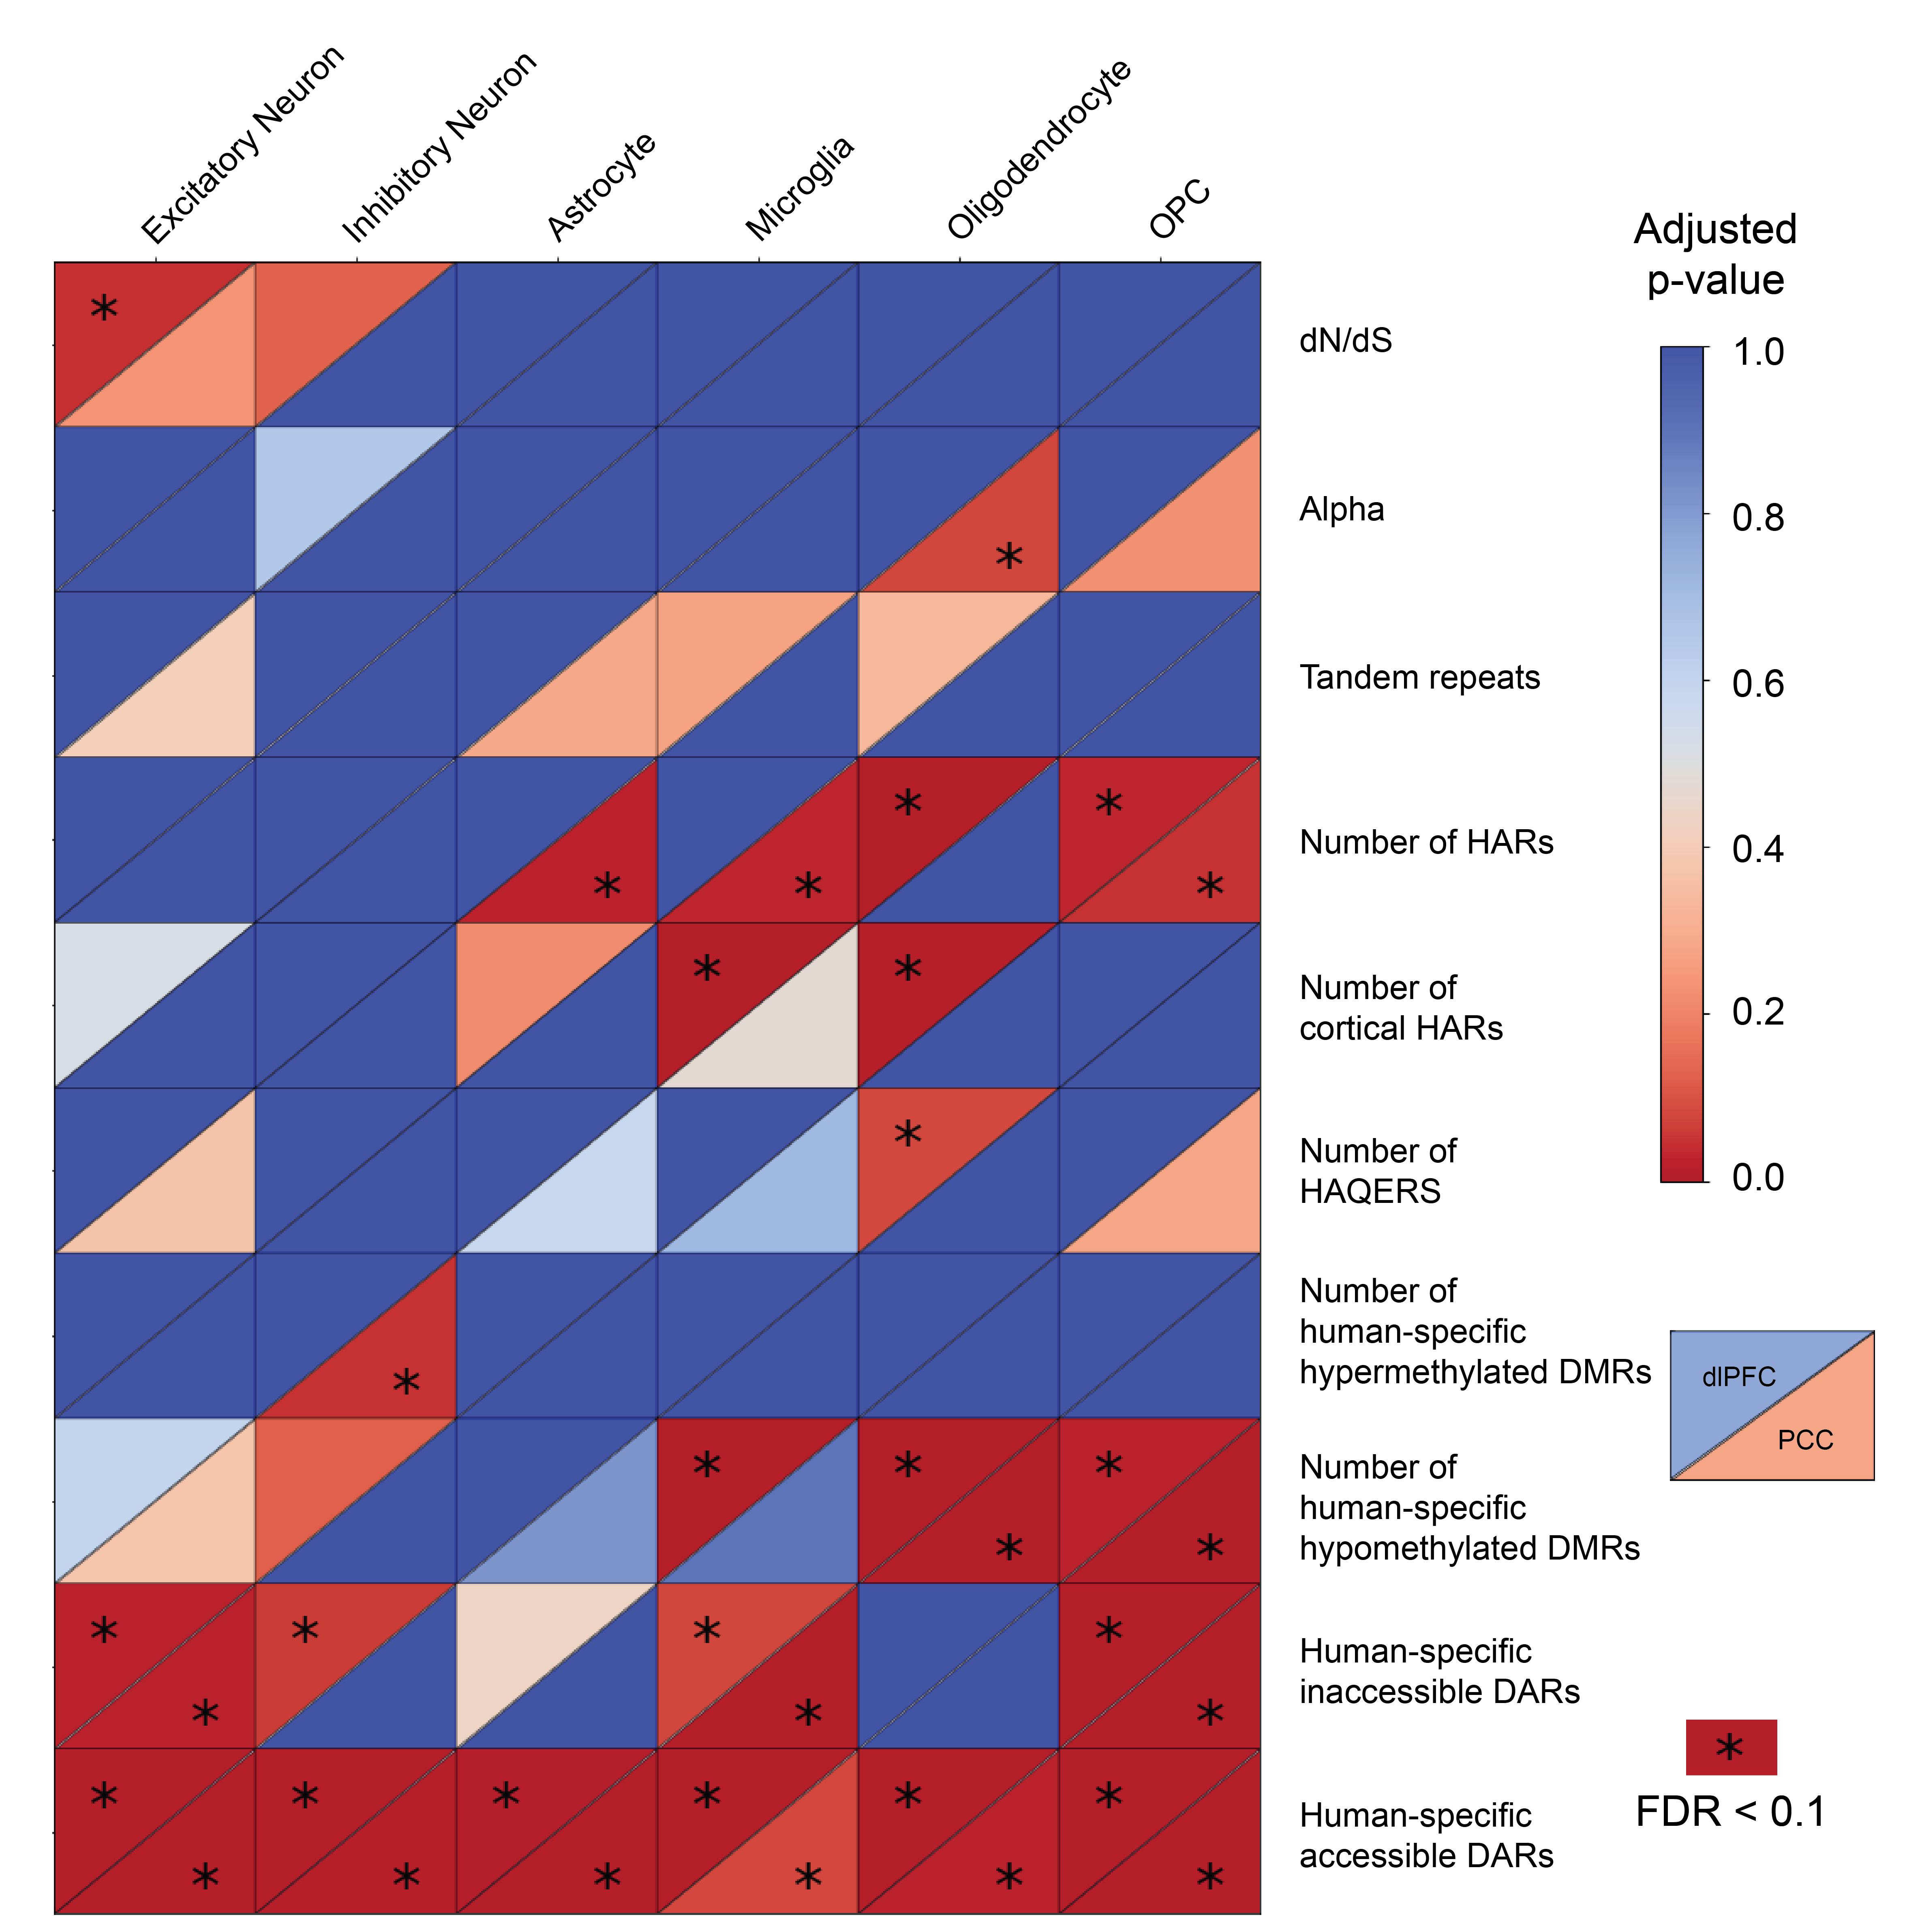 Excitatory Neuron
Inhibitory Neuron
Astrocyte
Microglia
Oligodendrocyte
OPC
Adjusted
p-value
1.0
0.8
0.6
0.4
0.2
0.0
dN/dS
*
Alpha
*
Tandem repeats
Number of HARs
* *
* * *
Number of
cortical HARs
* *
Number of
HAQERS
*
Number of
human-specific
hypermethylated DMRs
*
dlPFC
PCC
Number of
human-specific
hypomethylated DMRs
* * *
* *
Human-specific
inaccessible DARs
* * * *
* * *
Human-specific
accessible DARs
* * * * * *
* * * * * *
*
FDR < 0.1